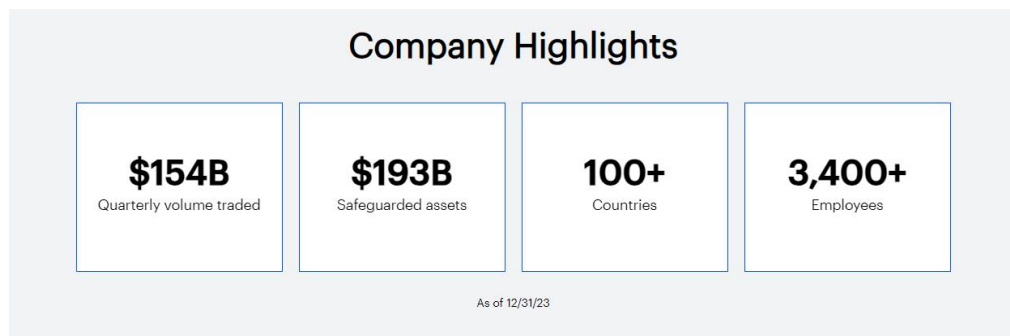 Company Highlights
$154B
Quarterly volume traded
$193B
Safeguarded assets
100+
Countries
3,400+
Employees
As of 12/31/23